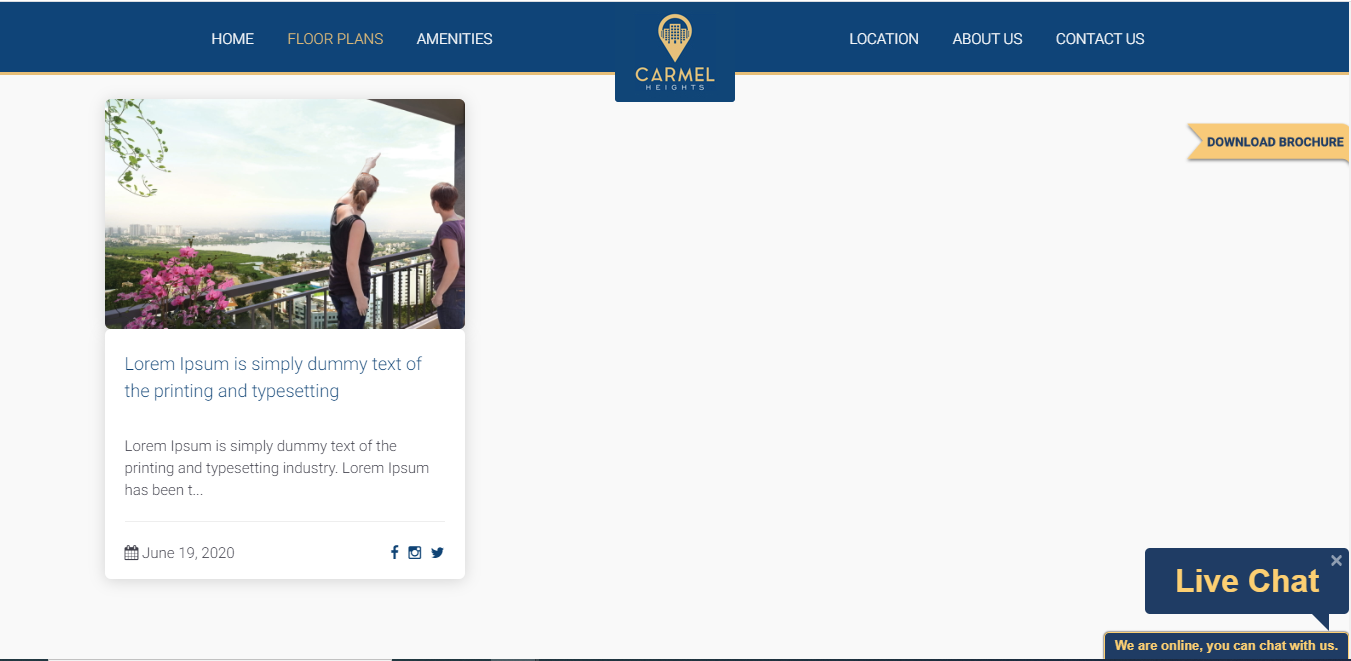 HOME FLOOR PLANS AMENITIES
CARMEL
HEIGHTS
LOCATION ABOUT US CONTACT US
DOWNLOAD BROCHURE
Lorem Ipsum is simply dummy text of
the printing and typesetting
Lorem Ipsum is simply dummy text of the
printing and typesetting industry. Lorem Ipsum
has been t...
June 19, 2020
Live Chat
We are online, you can chat with us.